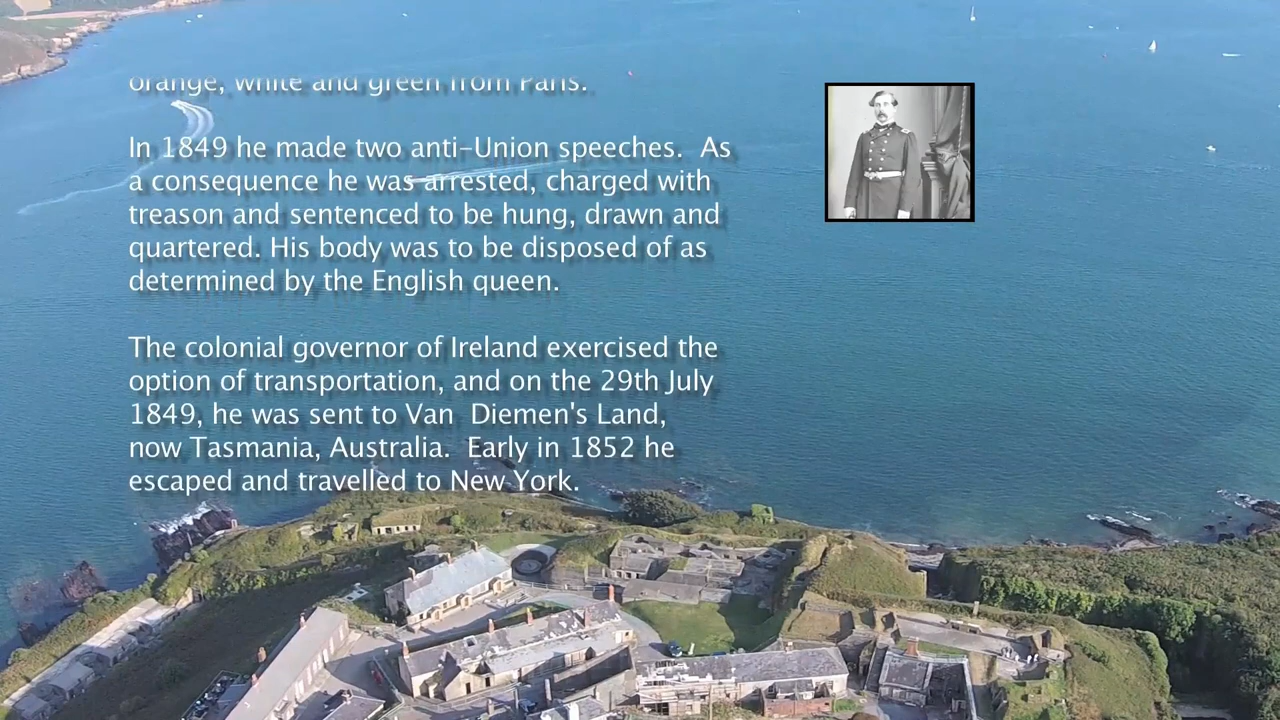 orange, white and green from Paris.
In 1849 he made two anti-Union speeches.  As
a consequence he was arrested, charged with
treason and sentenced to be hung, drawn and
quartered. His body was to be disposed of as
determined by the English queen.
The colonial governor of Ireland exercised the
option of transportation, and on the 29th July
1849, he was sent to Van  Diemen's Land,
now Tasmania, Australia.  Early in 1852 he
escaped and travelled to New York.